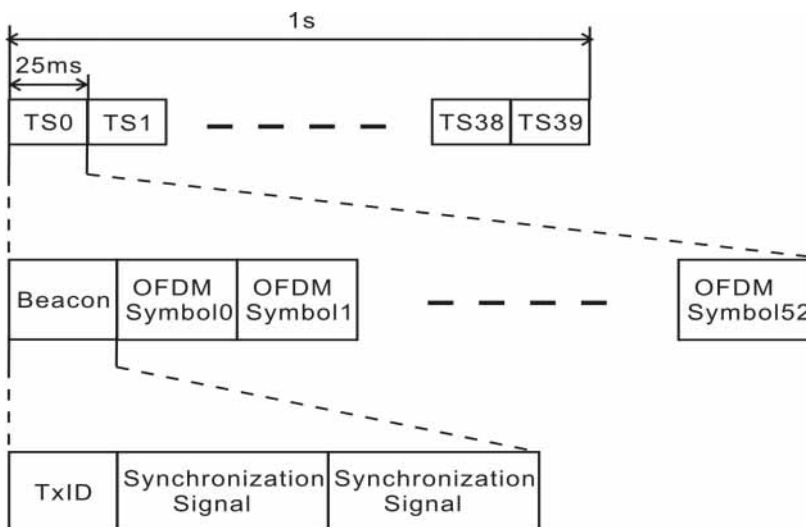 1s
25ms
TS0 TS1 TS38 TS39
Beacon OFDM Symbol0 OFDM Symbol1 OFDM Symbol52
TxID Synchronization Signal Synchronization Signal